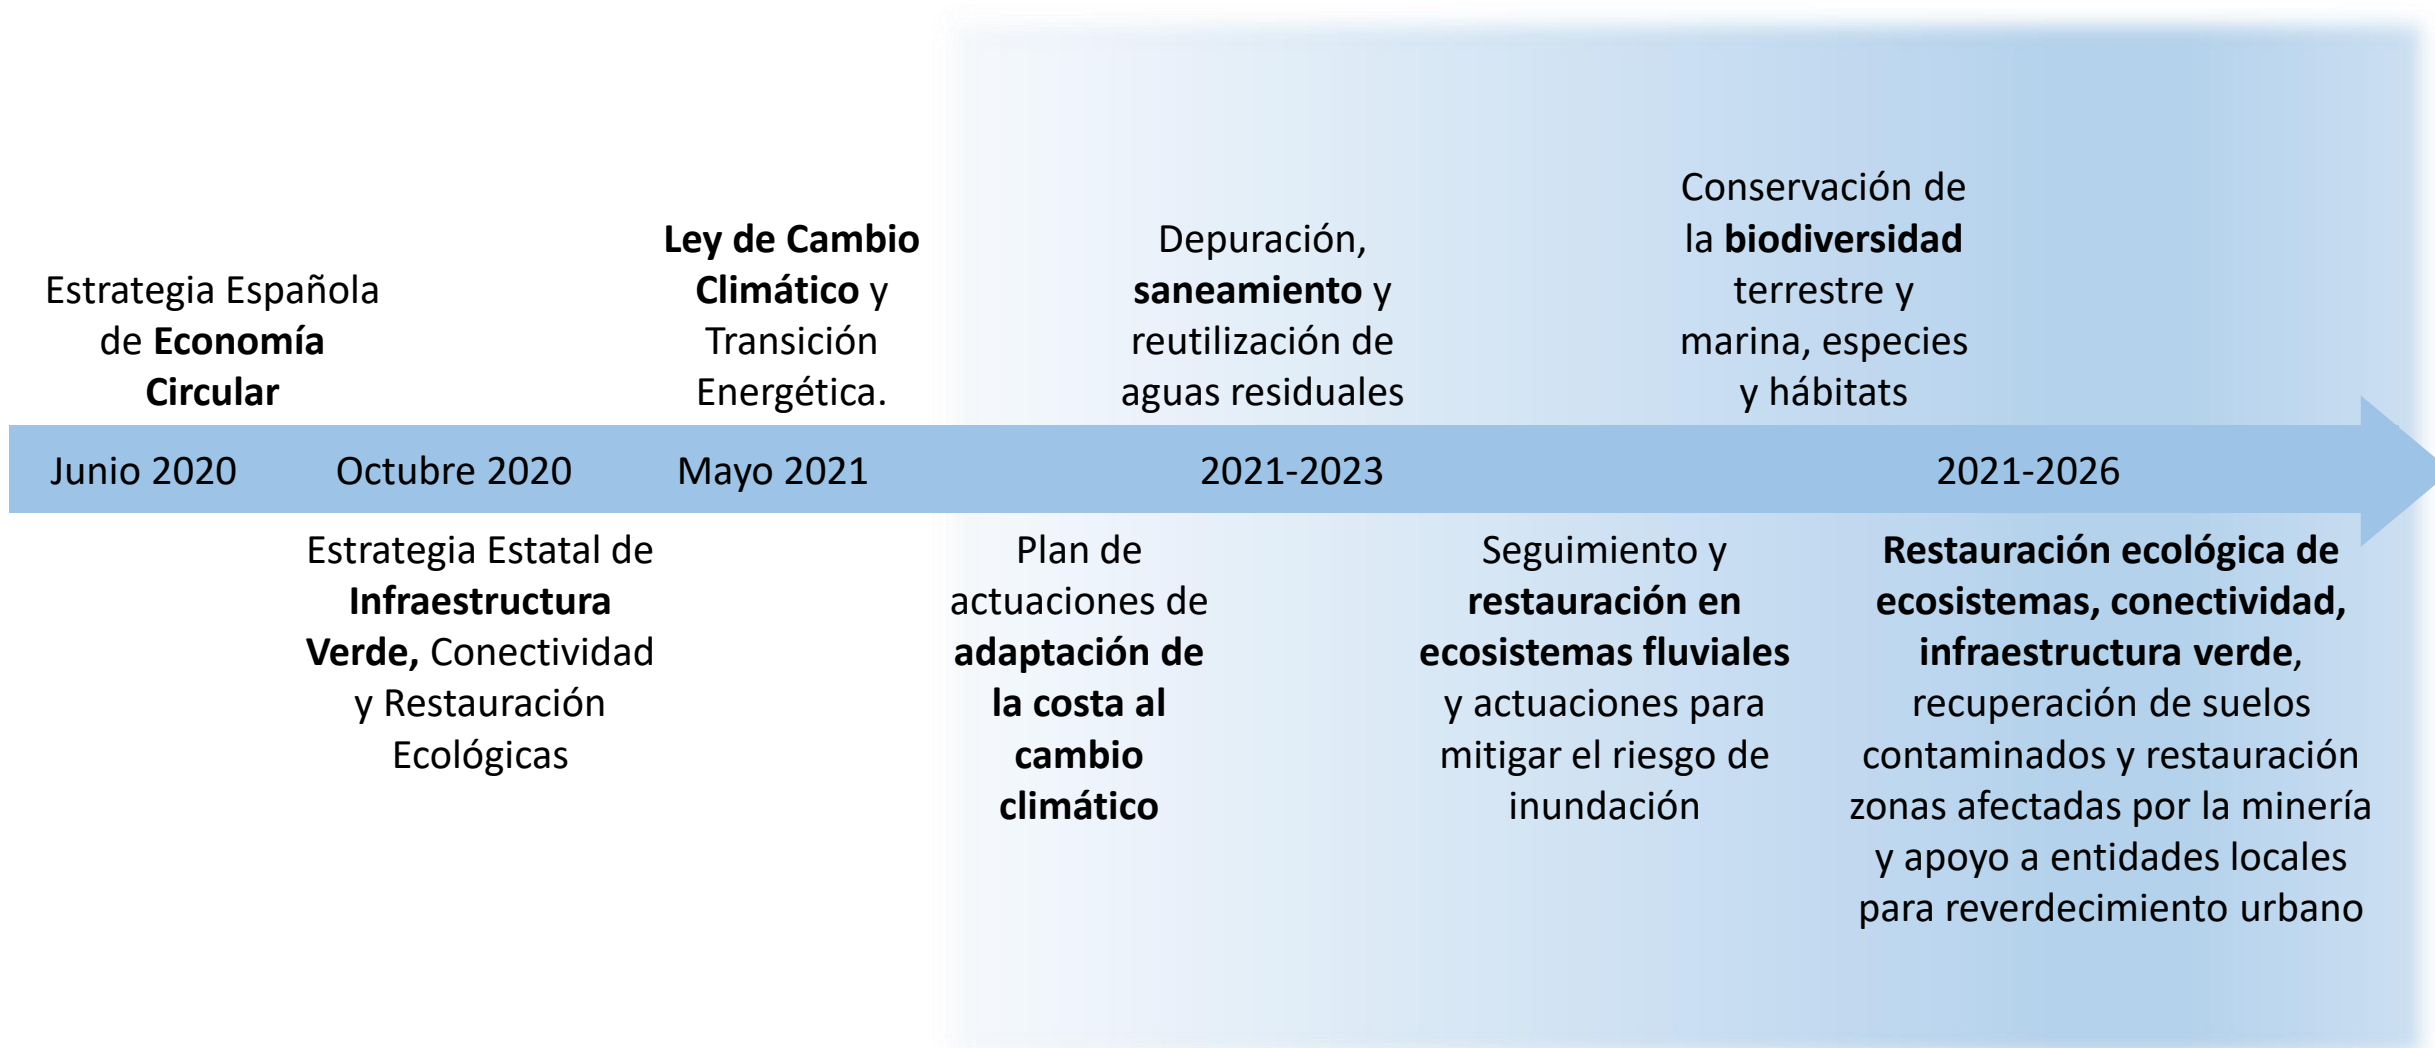 Estrategia Española
de Economía
Circular
Ley de Cambio
Climático y
Transición
Energética.
Depuración,
saneamiento y
reutilización de
aguas residuales
Conservación de
la biodiversidad
terrestre y
marina, especies
y hábitats
Junio 2020
Octubre 2020
Mayo 2021
2021-2023
2021-2026
Estrategia Estatal de
Infraestructura
Verde, Conectividad
y Restauración
Ecológicas
Plan de
actuaciones de
adaptación de
la costa al
cambio
climático
Seguimiento y
restauración en
ecosistemas fluviales
y actuaciones para
mitigar el riesgo de
inundación
Restauración ecológica de
ecosistemas, conectividad,
infraestructura verde,
recuperación de suelos
contaminados y restauración
zonas afectadas por la minería
y apoyo a entidades locales
para reverdecimiento urbano